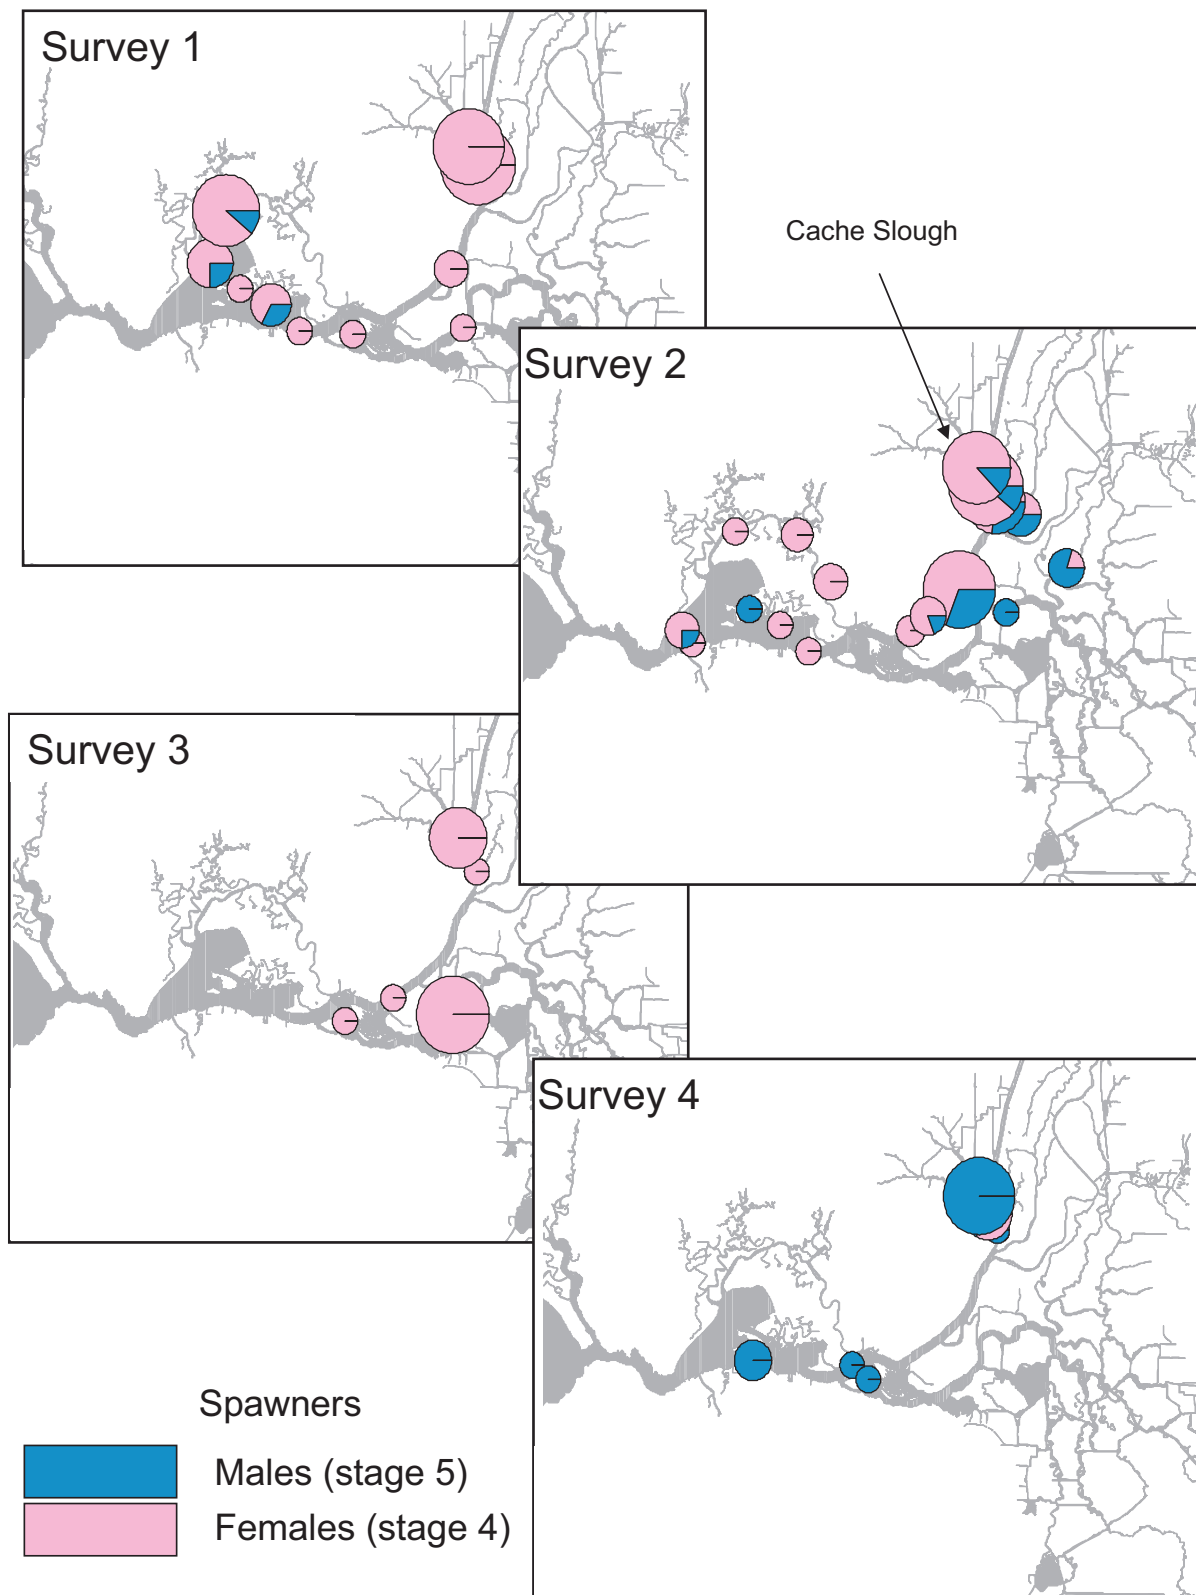 Survey 1
Cache Slough
Survey 2
Survey 3
Survey 4
Spawners
Males (stage 5)
Females (stage 4)